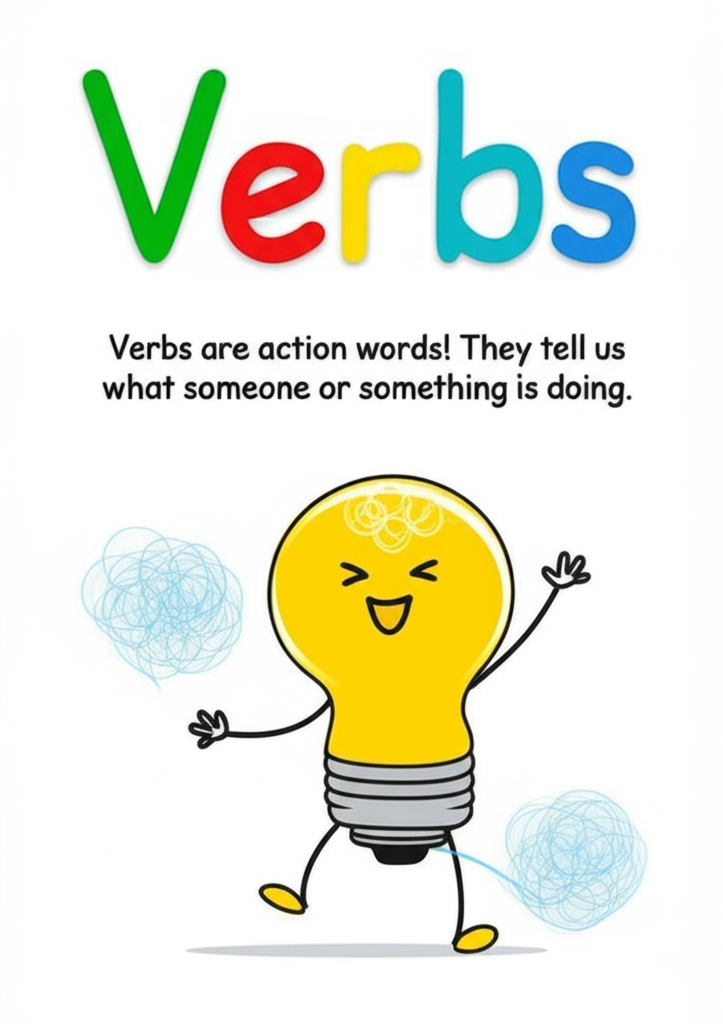 Verbs
Verbs are action words! They tell us
what someone or something is doing.